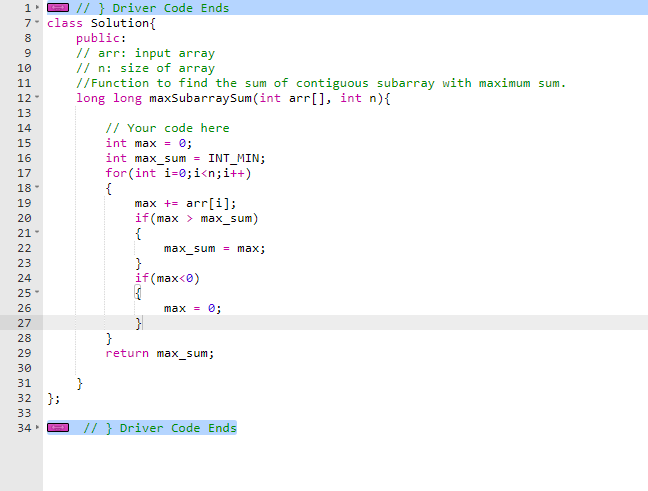 1 // } Driver Code Ends
7 class Solution{
8 public:
9 // arr: input array
10 // n: size of array
11 //Function to find the sum of contiguous subarray with maximum sum.
12 long long maxSubarraySum(int arr[], int n){
13
14 // Your code here
15 int max = 0;
16 int max_sum = INT_MIN;
17 for(int i=0;i<n;i++)
18 {
19 max += arr[i];
20 if(max > max_sum)
21 {
22 max_sum = max;
23 }
24 if(max<0)
25 {
26 max = 0;
27 }
28 }
29 return max_sum;
30
31 }
32 };
33
34 // } Driver Code Ends